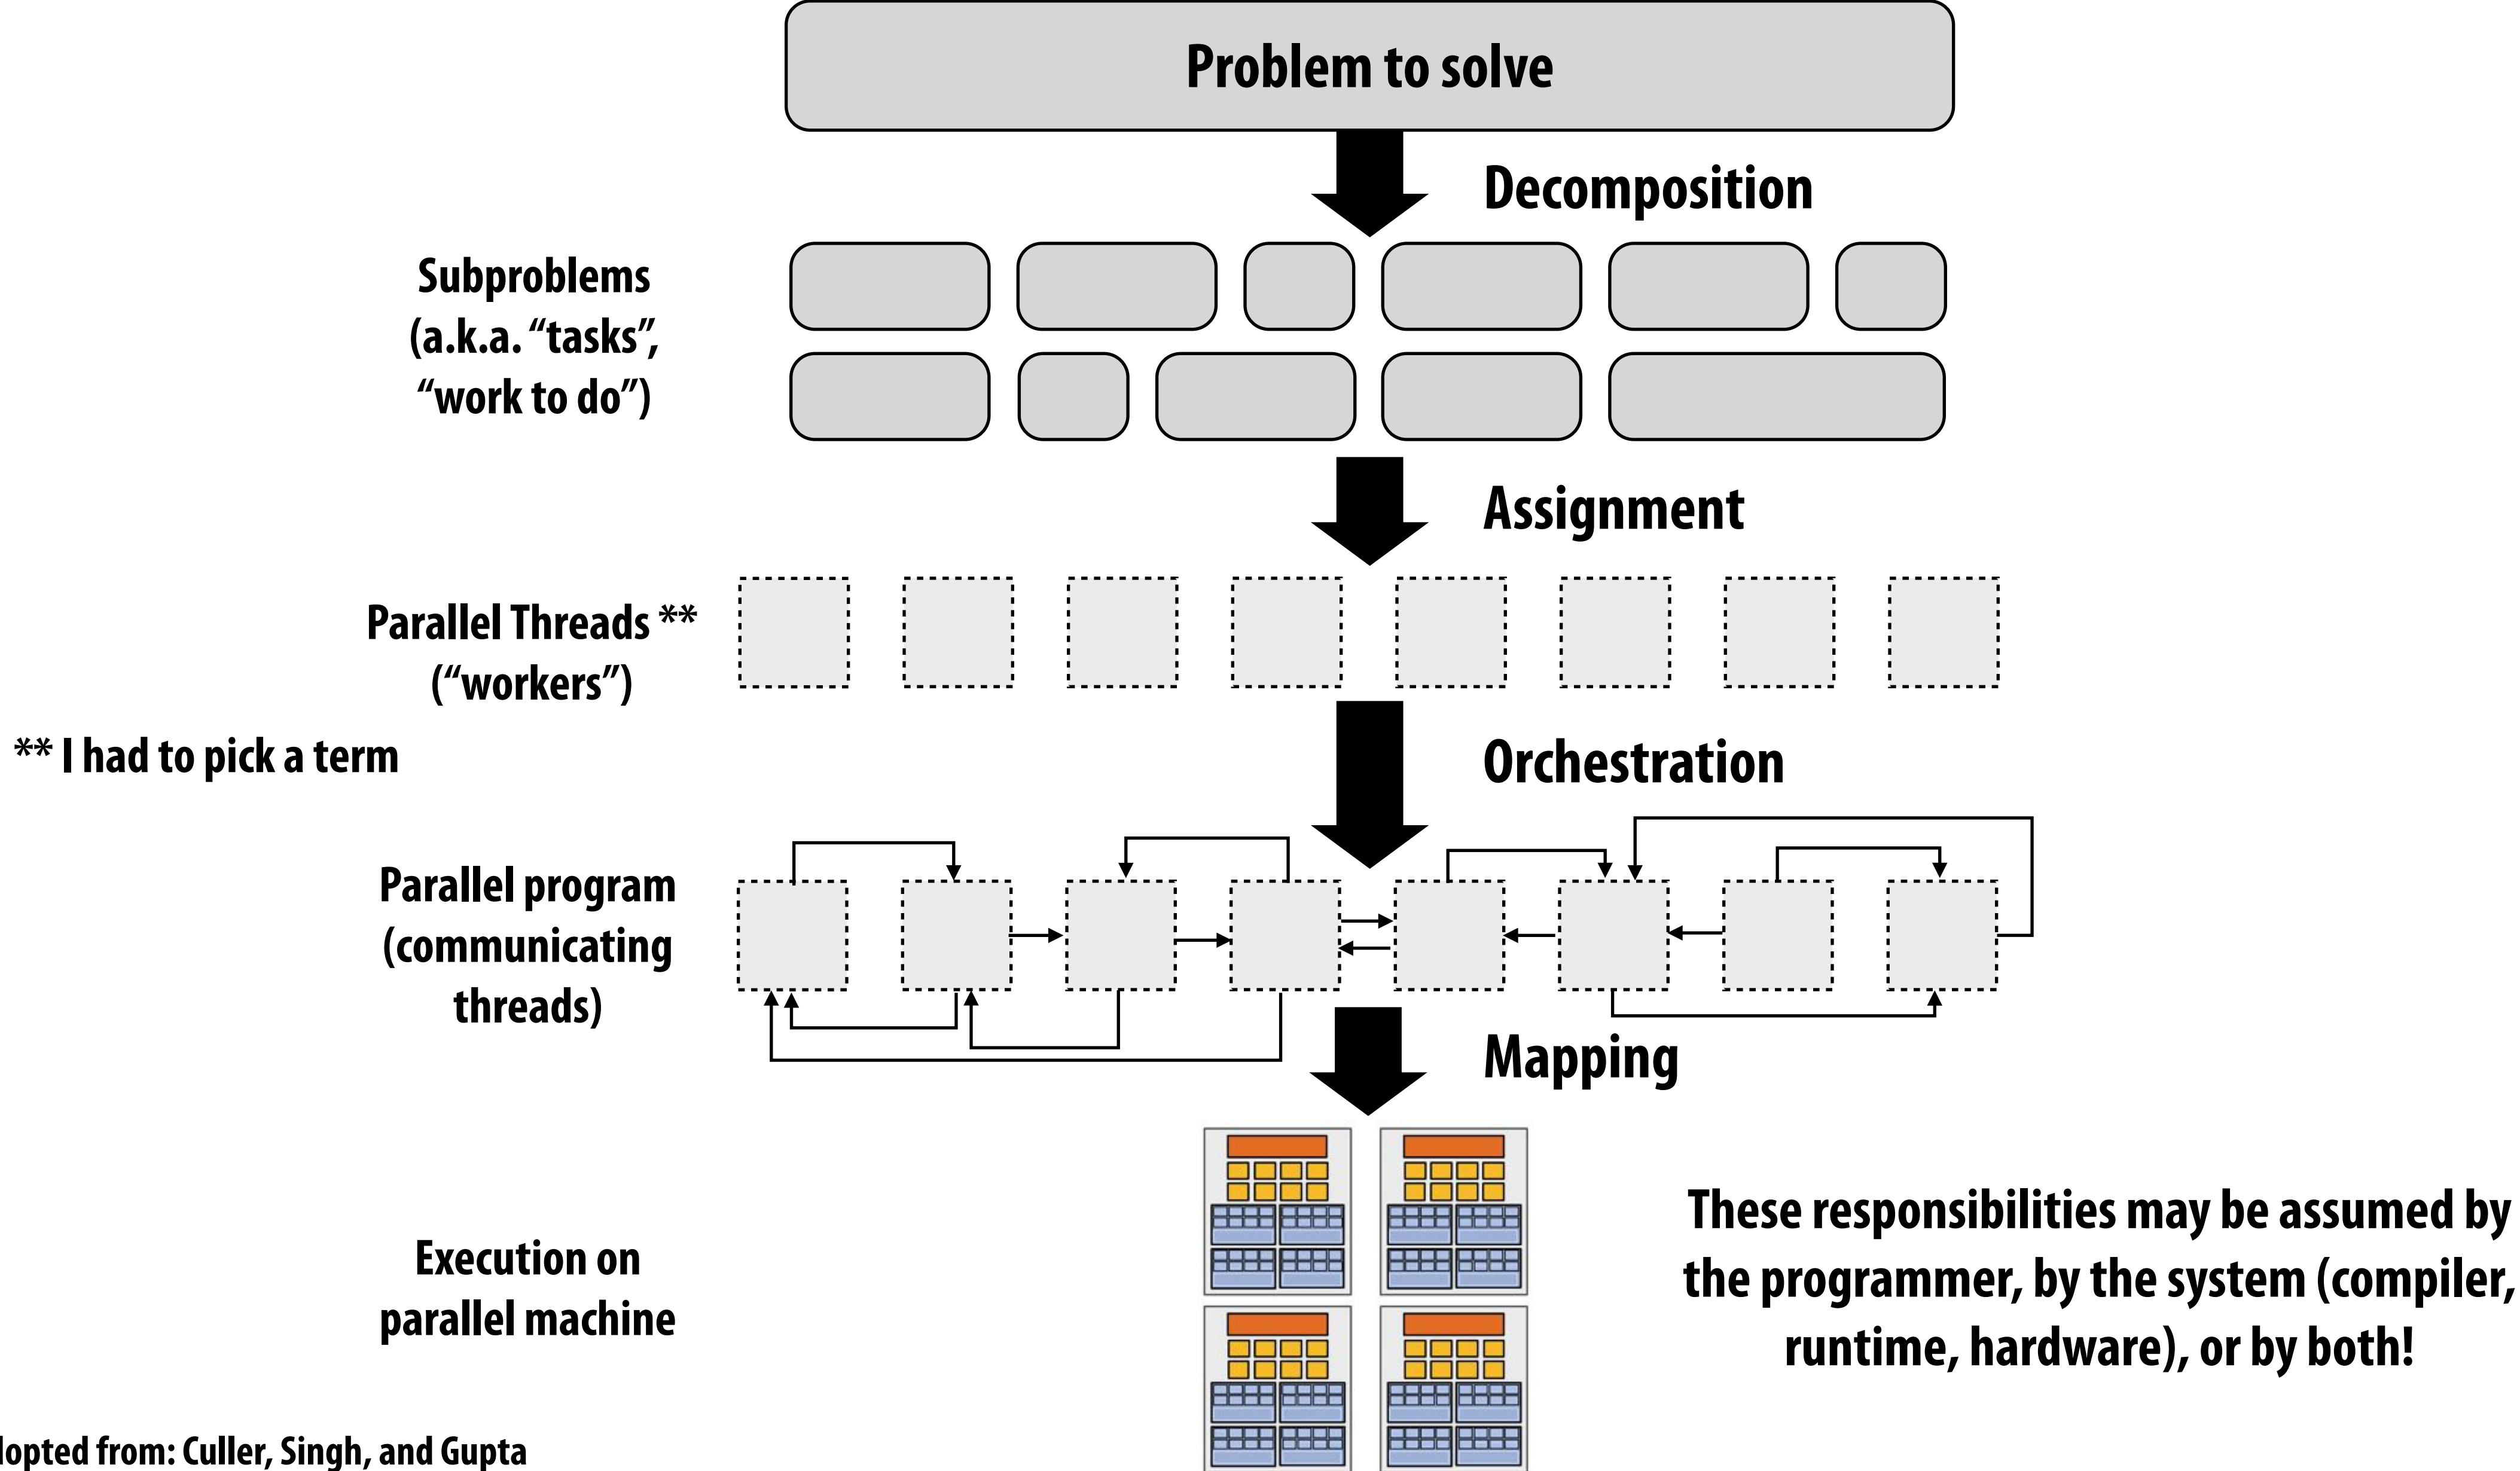 Problem to solve
Decomposition
Subproblems
(a.k.a. “tasks”,
“work to do”)
Assignment
Parallel Threads **
(“workers”)
** I had to pick a term
Orchestration
Parallel program
(communicating
threads)
Mapping
Execution on
parallel machine
These responsibilities may be assumed by
the programmer, by the system (compiler,
runtime, hardware), or by both!
lopted from: Culler, Singh, and Gupta